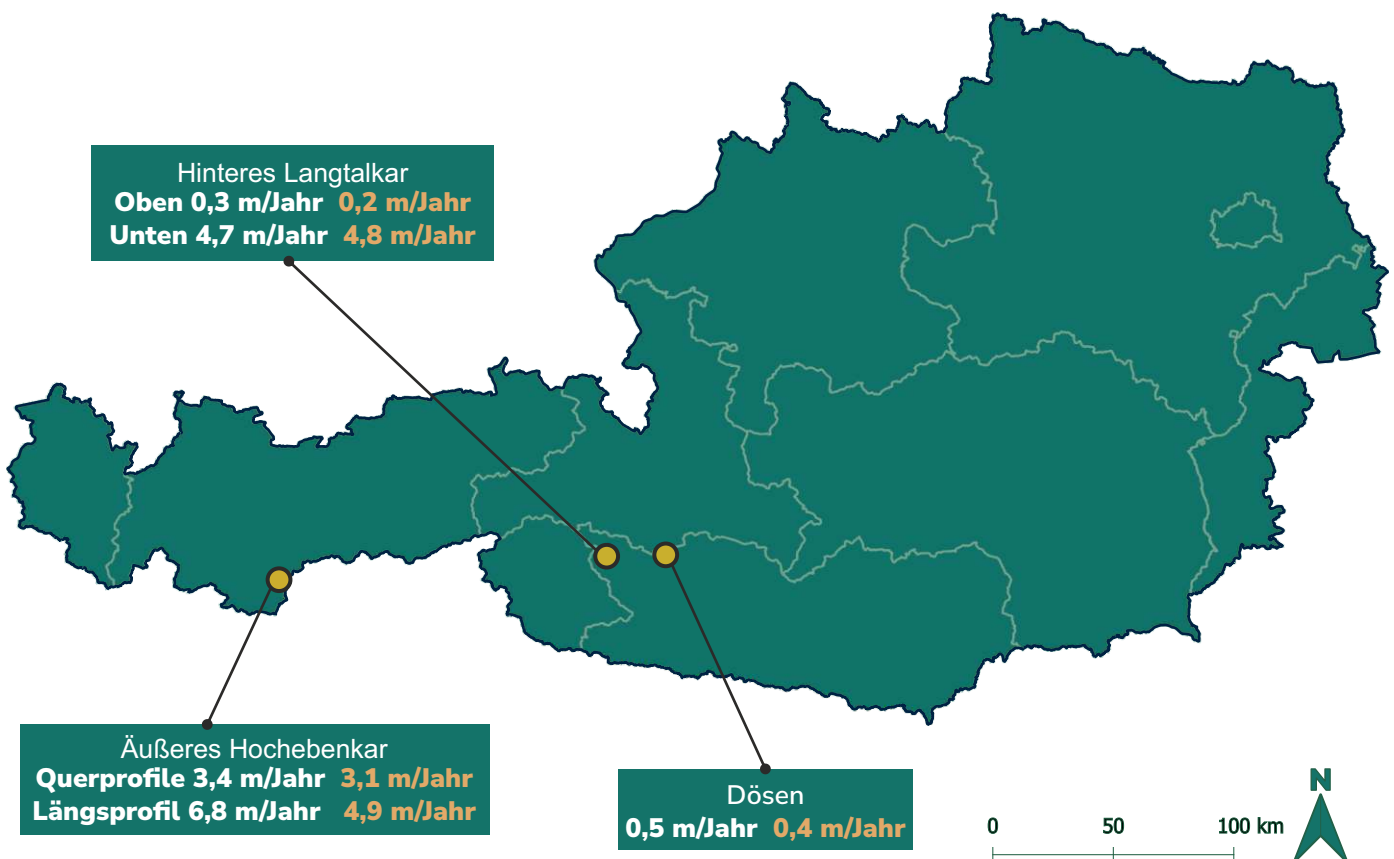 Hinteres Langtalkar
Oben 0,3 m/Jahr 0,2 m/Jahr
Unten 4,7 m/Jahr 4,8 m/Jahr
Äußeres Hochebenkar
Querprofile 3,4 m/Jahr 3,1 m/Jahr
Längsprofil 6,8 m/Jahr 4,9 m/Jahr
Dösen
0,5 m/Jahr 0,4 m/Jahr
0 50 100 km
N